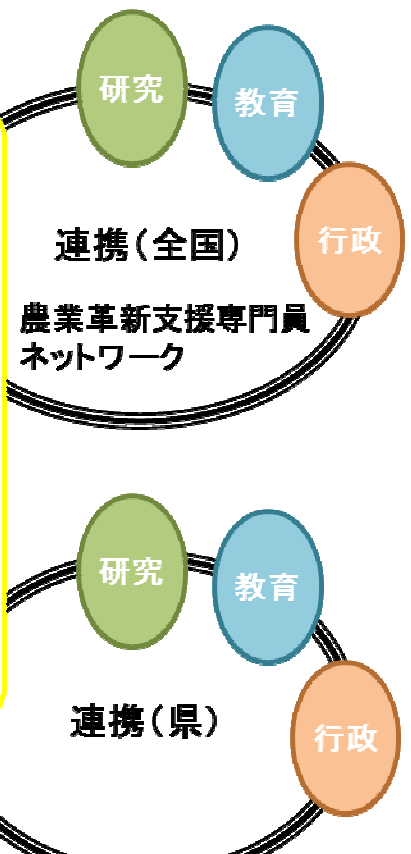 研究
教育
行政
連携（全国）
農業革新支援専門員
ネットワーク
研究
教育
連携（県）
行政